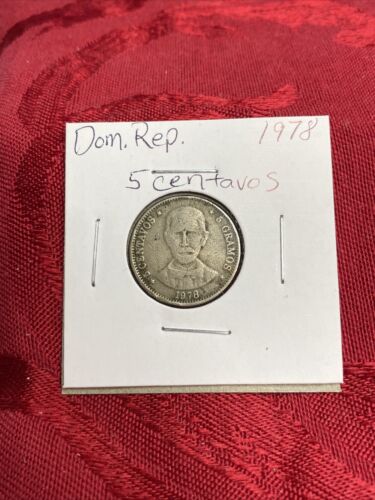 Dom. Rep. 1978
5 centavos
5 CENTAVOS • 5 GRAMOS
1978